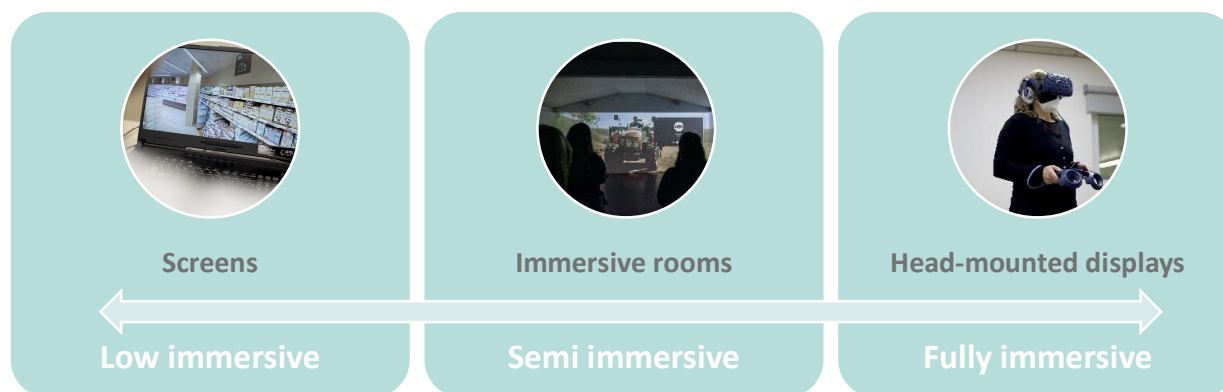 Screens
Immersive rooms
Head-mounted displays
Low immersive
Semi immersive
Fully immersive